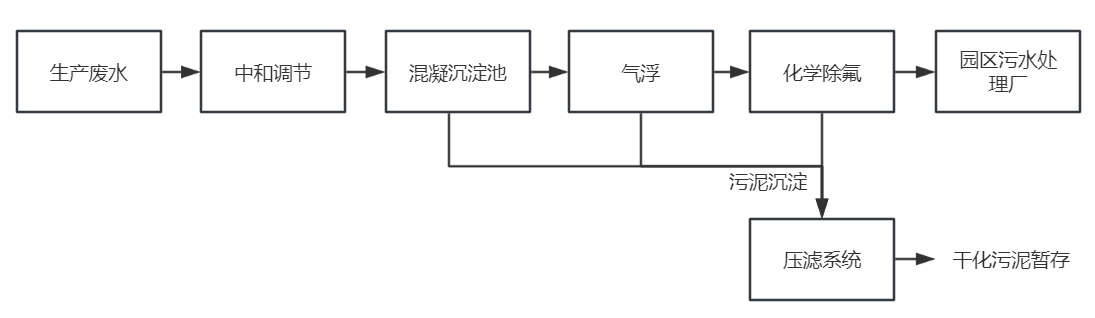 生产废水
中和调节
混凝沉淀池
气浮
化学除氟
园区污水处
理厂
污泥沉淀
压滤系统
干化污泥暂存